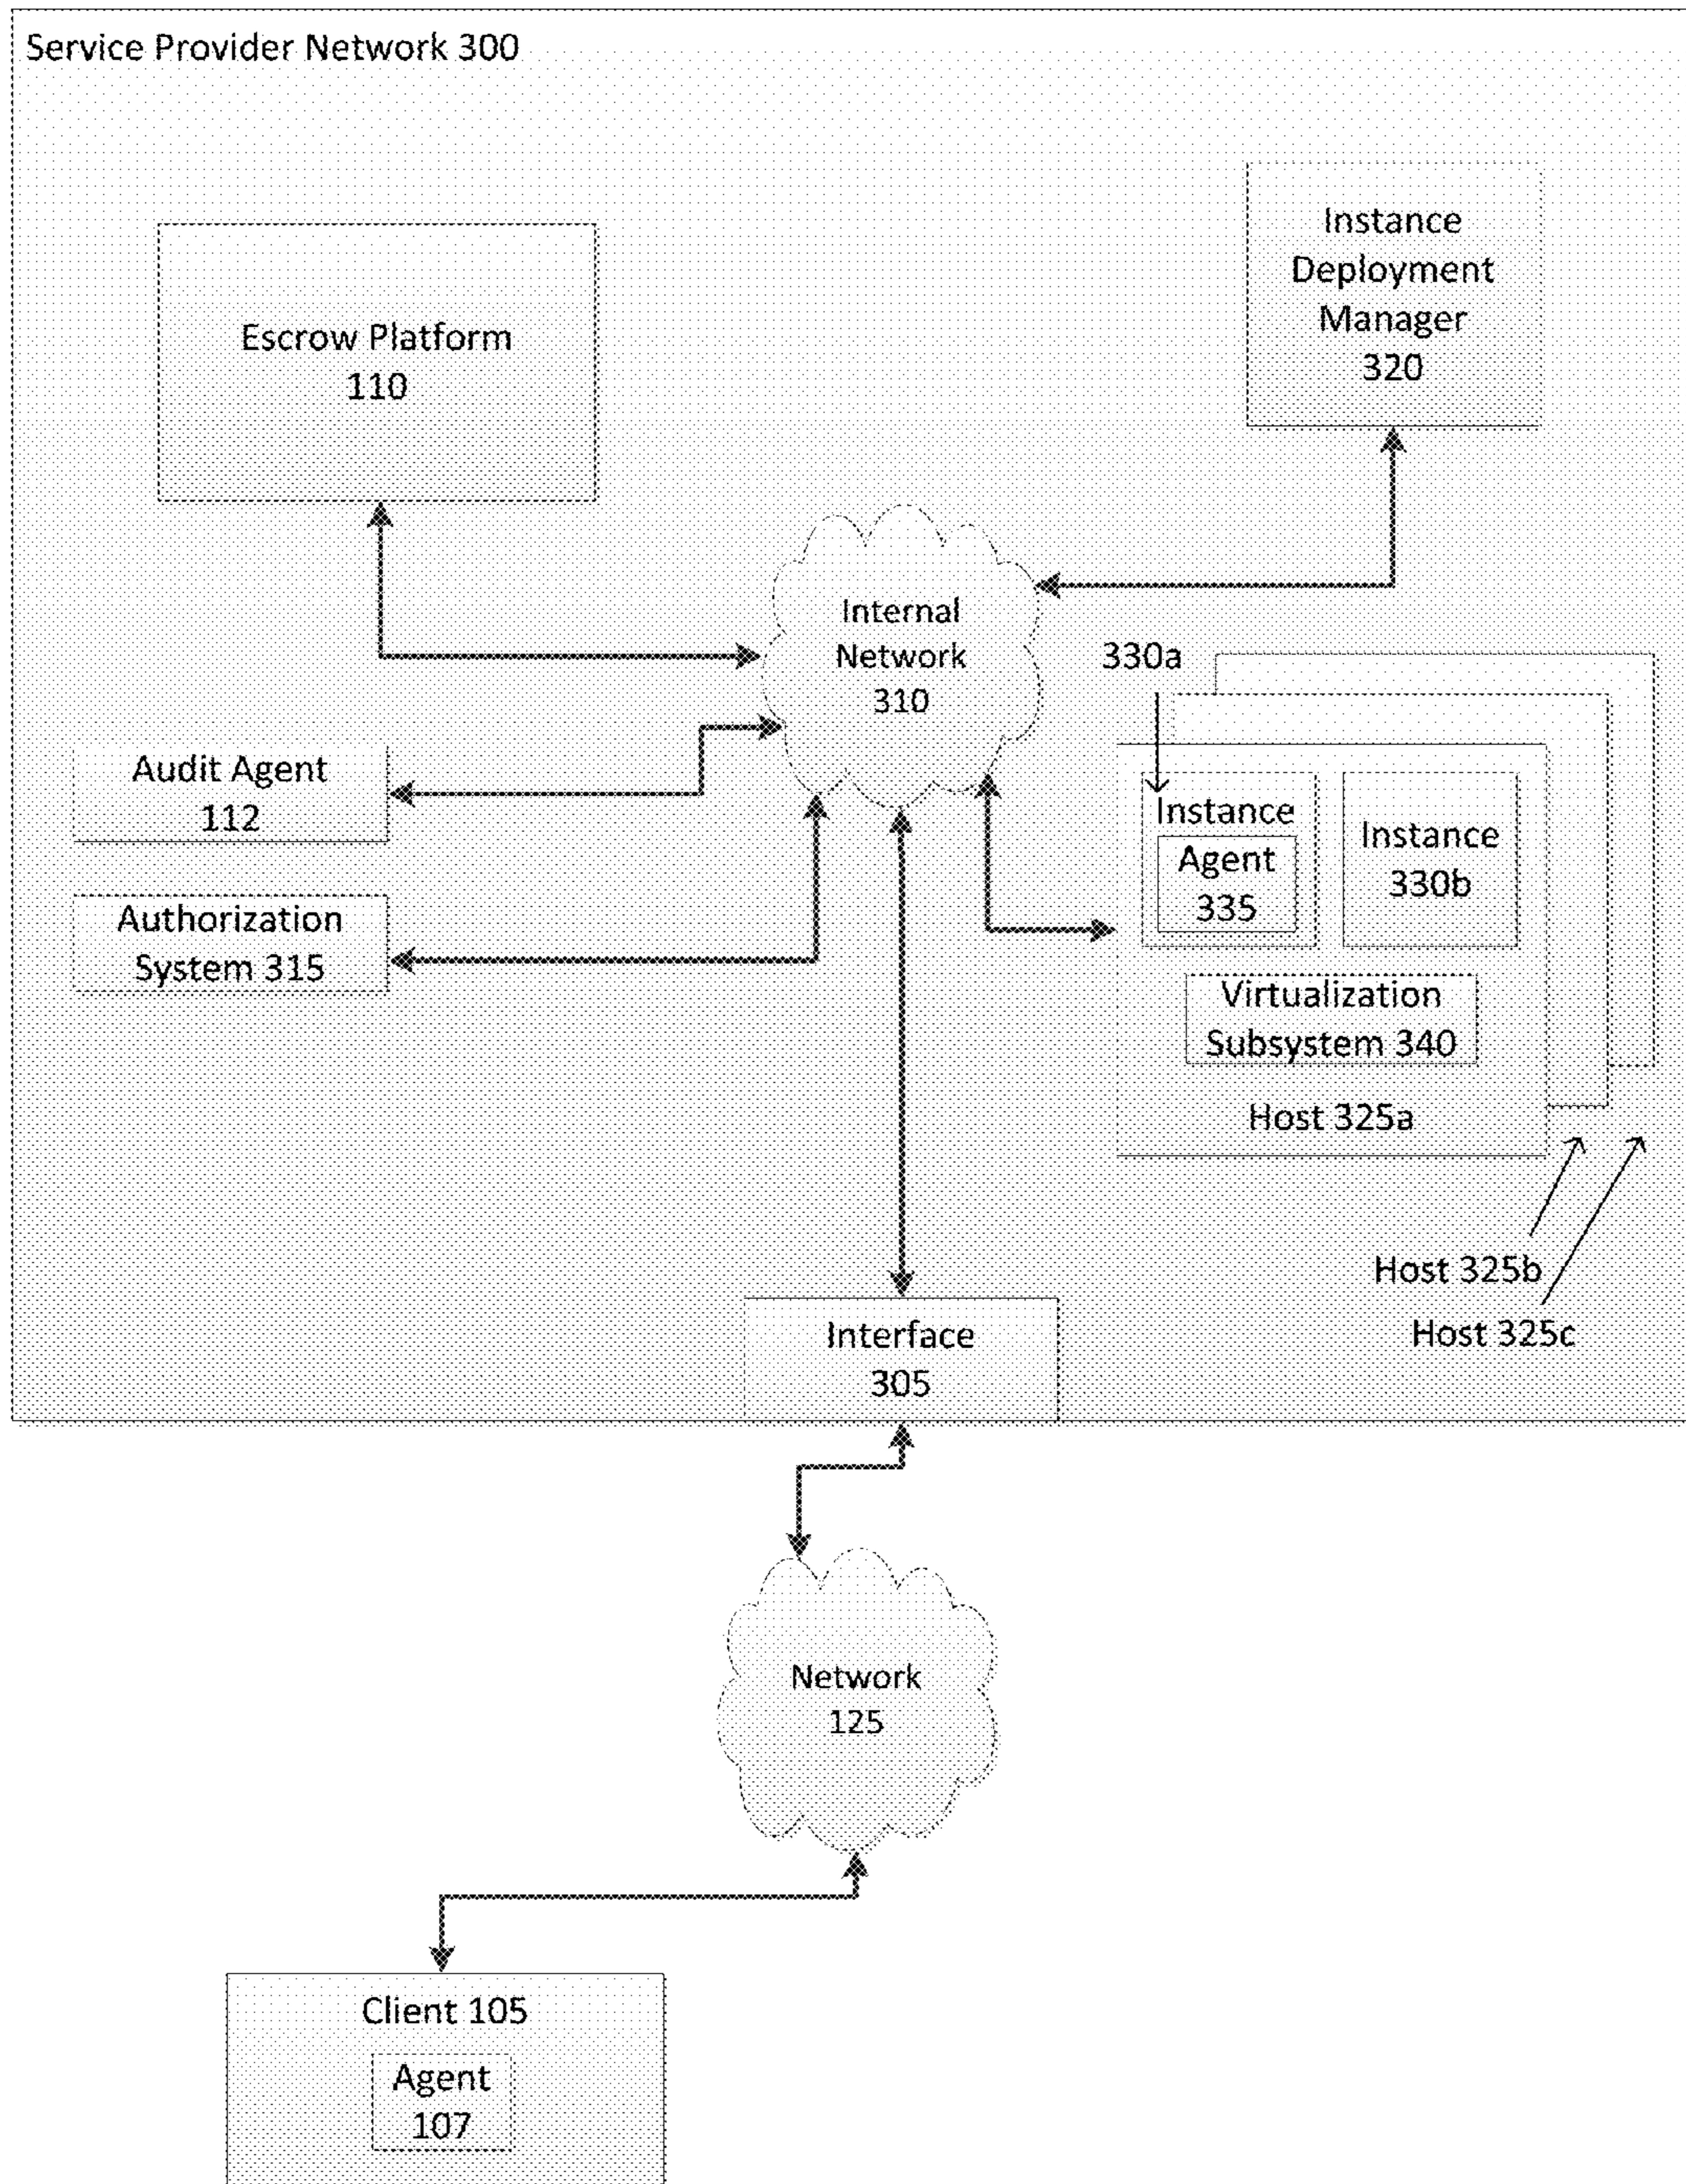 Service Provider Network 300
Instance
Deployment
Manager
320
Escrow Platform
110
Internal
Network
310
330a
Audit Agent
112
Instance
Agent
335
Instance
330b
Authorization
System 315
Virtualization
Subsystem 340
Host 325a
Host 325b
Host 325c
Interface
305
Network
125
Client 105
Agent
107